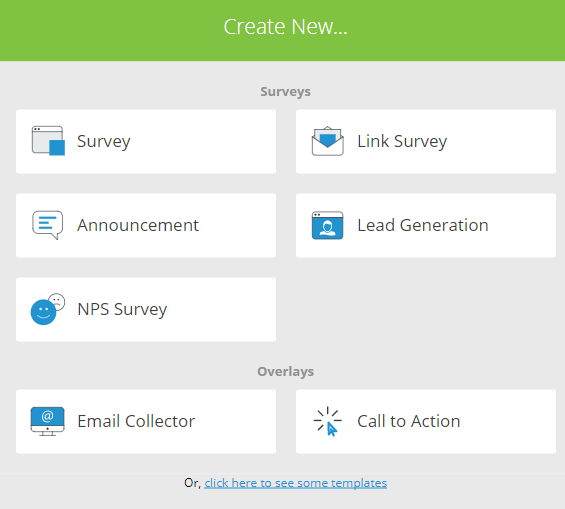 Create New...
Surveys
Survey
Link Survey
Announcement
Lead Generation
NPS Survey
Overlays
@
Email Collector
Call to Action
Or, click here to see some templates